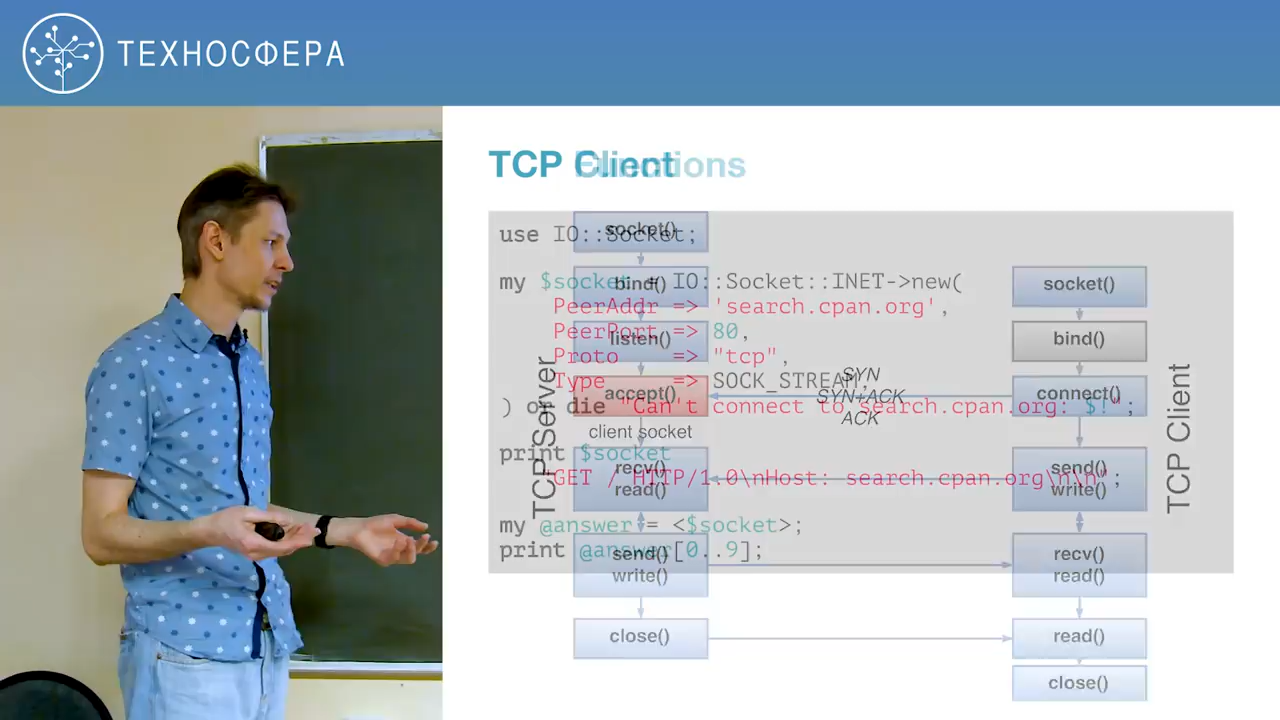 ТЕХНОСФЕРА
TCP Client
use IO::Socket;
my $socket = IO::Socket::INET->new(
PeerAddr => 'search.cpan.org',
PeerPort => 80,
Proto => "tcp",
Type => SOCK_STREAM,
) or die "Can't connect to search.cpan.org: $!";
print $socket
"GET / HTTP/1.0\nHost: search.cpan.org\n\n";
my @answer = <$socket>;
print @answer[0..9];
TCP Server
socket()
bind()
listen()
accept()
client socket
recv()
read()
send()
write()
close()
SYN
SYN+ACK
ACK
socket()
bind()
connect()
send()
write()
recv()
read()
read()
close()
TCP Client